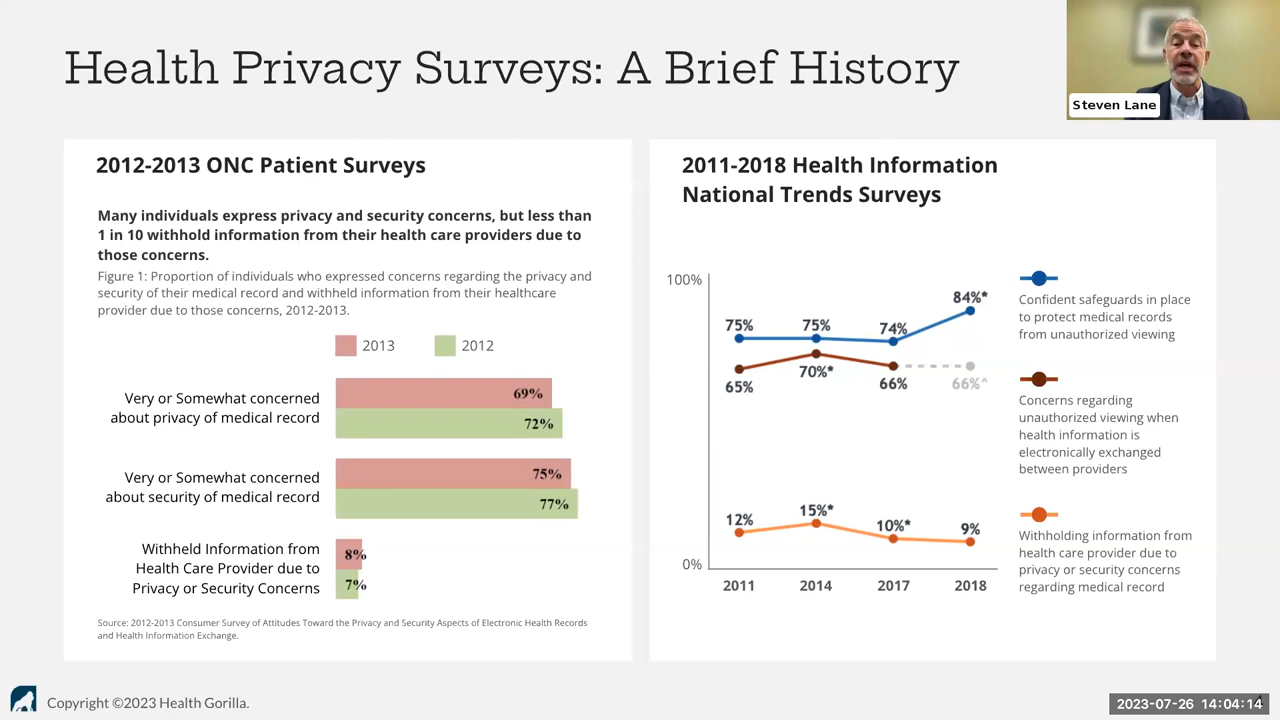 Health Privacy Surveys: A Brief History
Steven Lane
2012-2013 ONC Patient Surveys
Many individuals express privacy and security concerns, but less than
1 in 10 withhold information from their health care providers due to
those concerns.
Figure 1: Proportion of individuals who expressed concerns regarding the privacy and
security of their medical record and withheld information from their healthcare
provider due to those concerns, 2012-2013.
2013
2012
Very or Somewhat concerned
about privacy of medical record
69%
72%
Very or Somewhat concerned
about security of medical record
75%
77%
Withheld Information from
Health Care Provider due to
Privacy or Security Concerns
8%
7%
Source: 2012-2013 Consumer Survey of Attitudes Toward the Privacy and Security Aspects of Electronic Health Records
and Health Information Exchange.
2011-2018 Health Information
National Trends Surveys
100%
75%
75%
74%
84%*
65%
70%*
66%
66%^
12%
15%*
10%*
9%
0%
2011
2014
2017
2018
Confident safeguards in place
to protect medical records
from unauthorized viewing
Concerns regarding
unauthorized viewing when
health information is
electronically exchanged
between providers
Withholding information from
health care provider due to
privacy or security concerns
regarding medical record
Copyright ©2023 Health Gorilla.
2023-07-26 14:04:14